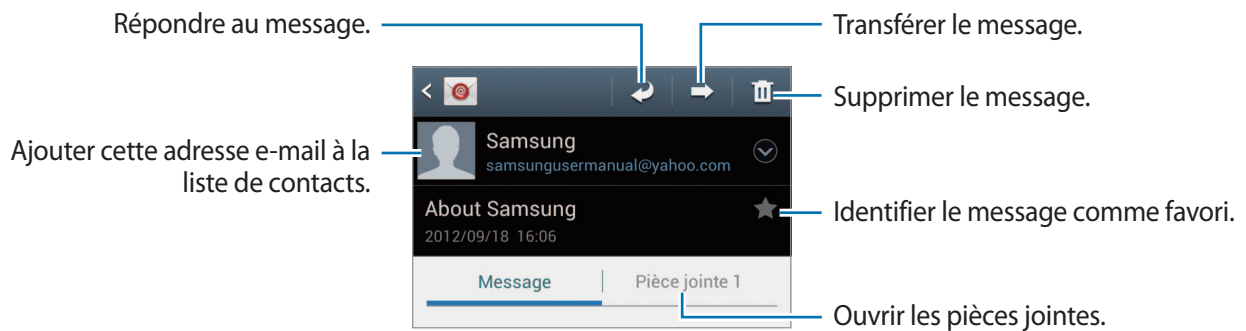 Répondre au message.
Transférer le message.
Supprimer le message.
Samsung
samsungusermanual@yahoo.com
Ajouter cette adresse e-mail à la
liste de contacts.
About Samsung
2012/09/18 16:06
Identifier le message comme favori.
Message
Pièce jointe 1
Ouvrir les pièces jointes.